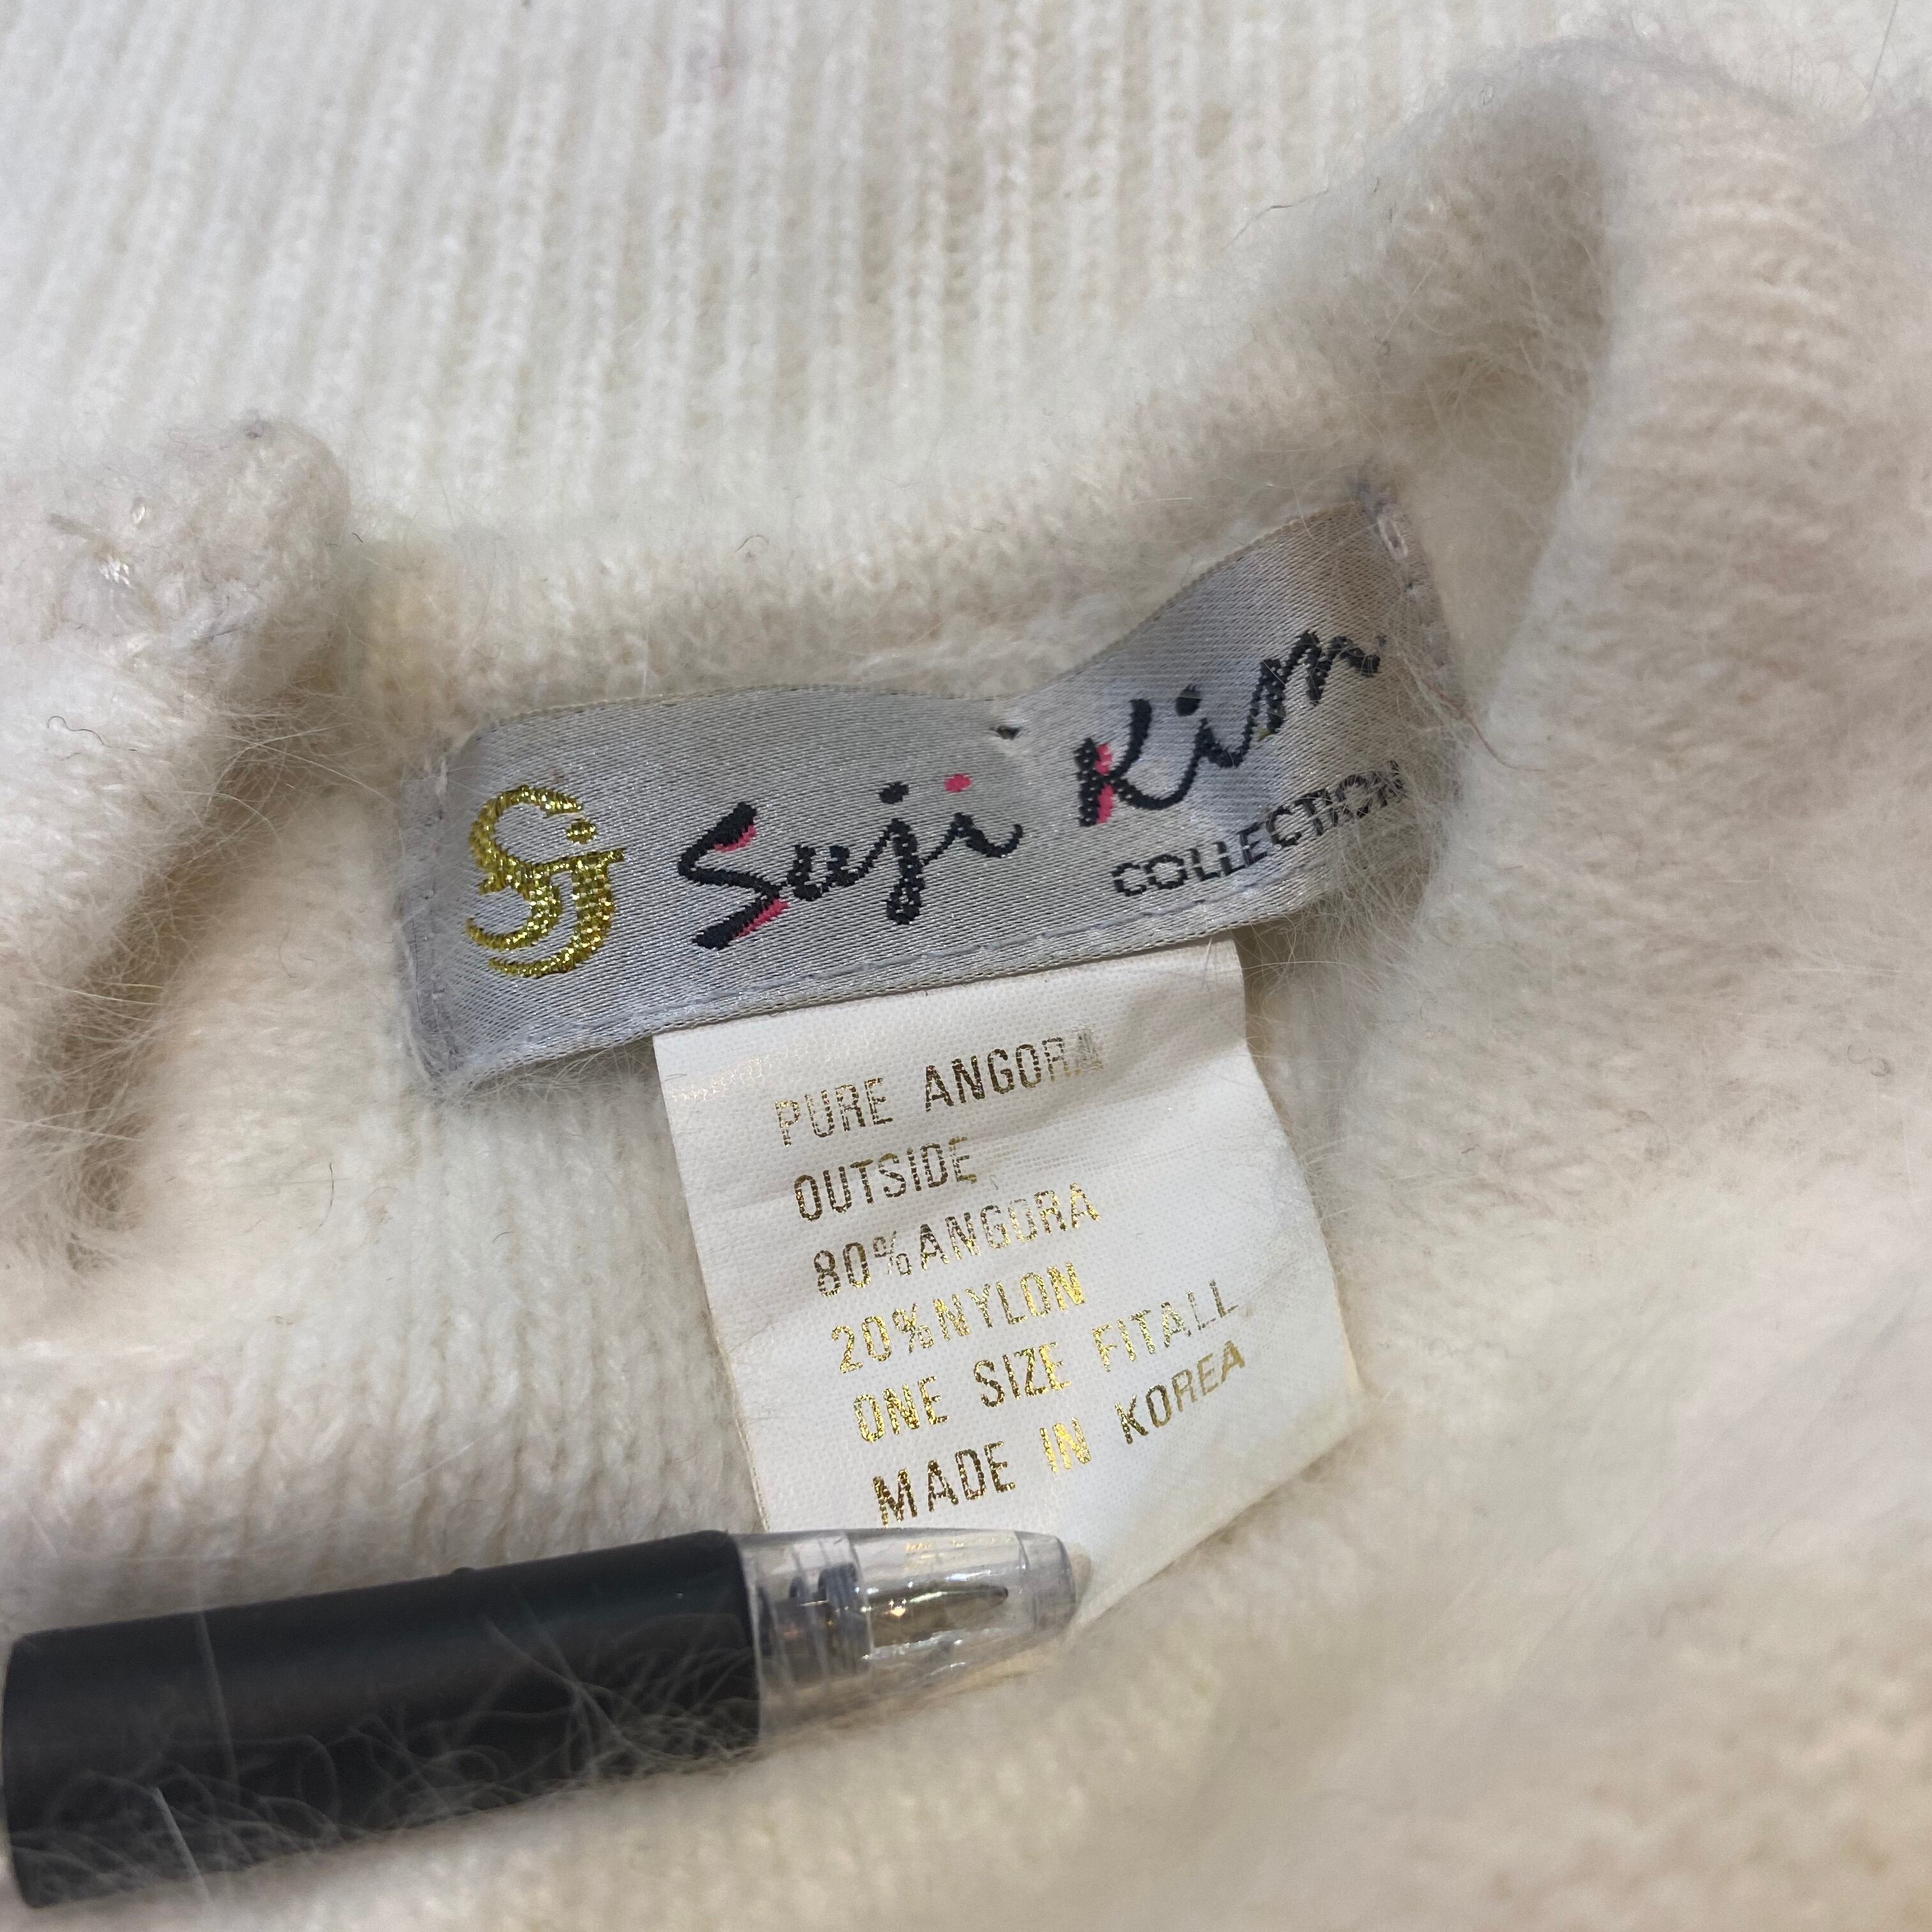 SJ Suji Kim
COLLECTION
PURE ANGORA
OUTSIDE
80%ANGORA
20%NYLON
ONE SIZE FITALL
MADE IN KOREA